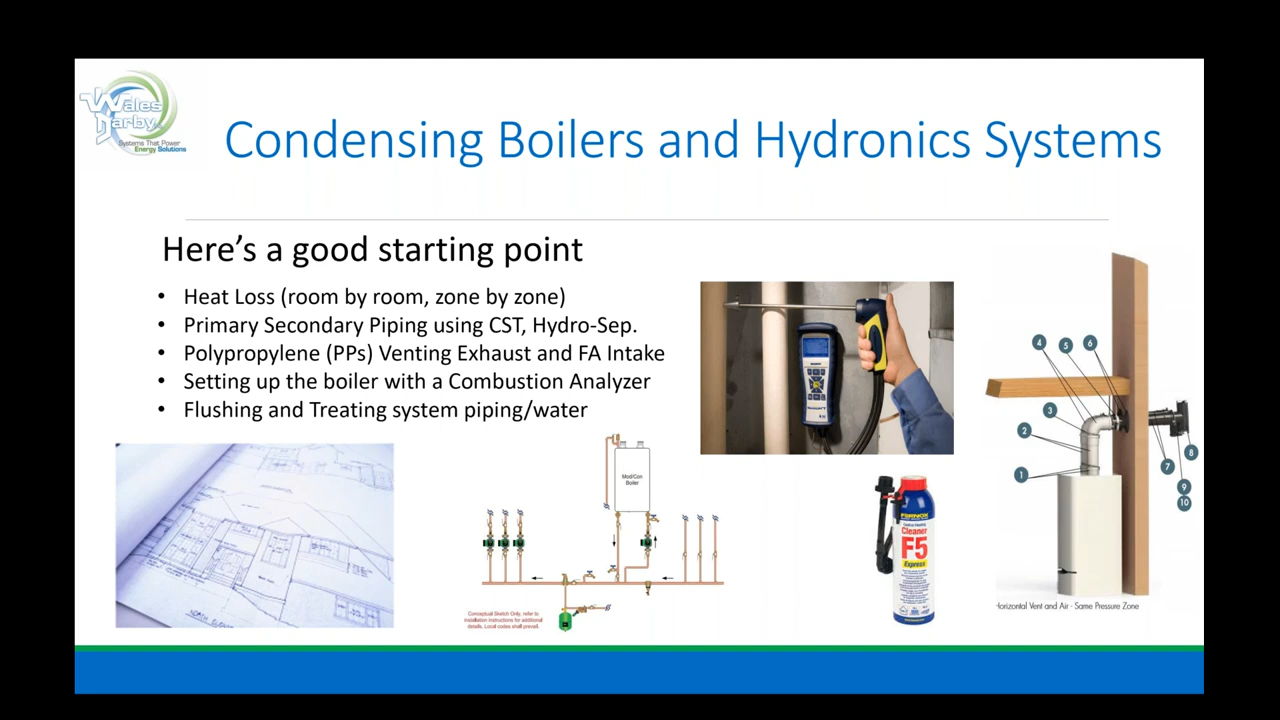 Wales
Darby
Systems That Power
Energy Solutions
Condensing Boilers and Hydronics Systems
Here's a good starting point
• Heat Loss (room by room, zone by zone)
• Primary Secondary Piping using CST, Hydro-Sep.
• Polypropylene (PPs) Venting Exhaust and FA Intake
• Setting up the boiler with a Combustion Analyzer
• Flushing and Treating system piping/water
Mod/Con
Boiler
Conceptual Sketch Only, refer to
installation instructions for additional
details. Local codes shall prevail.
FERNOX
Cleaner
F5
Express
4
5
6
3
2
1
7
8
9
10
Horizontal Vent and Air - Same Pressure Zone